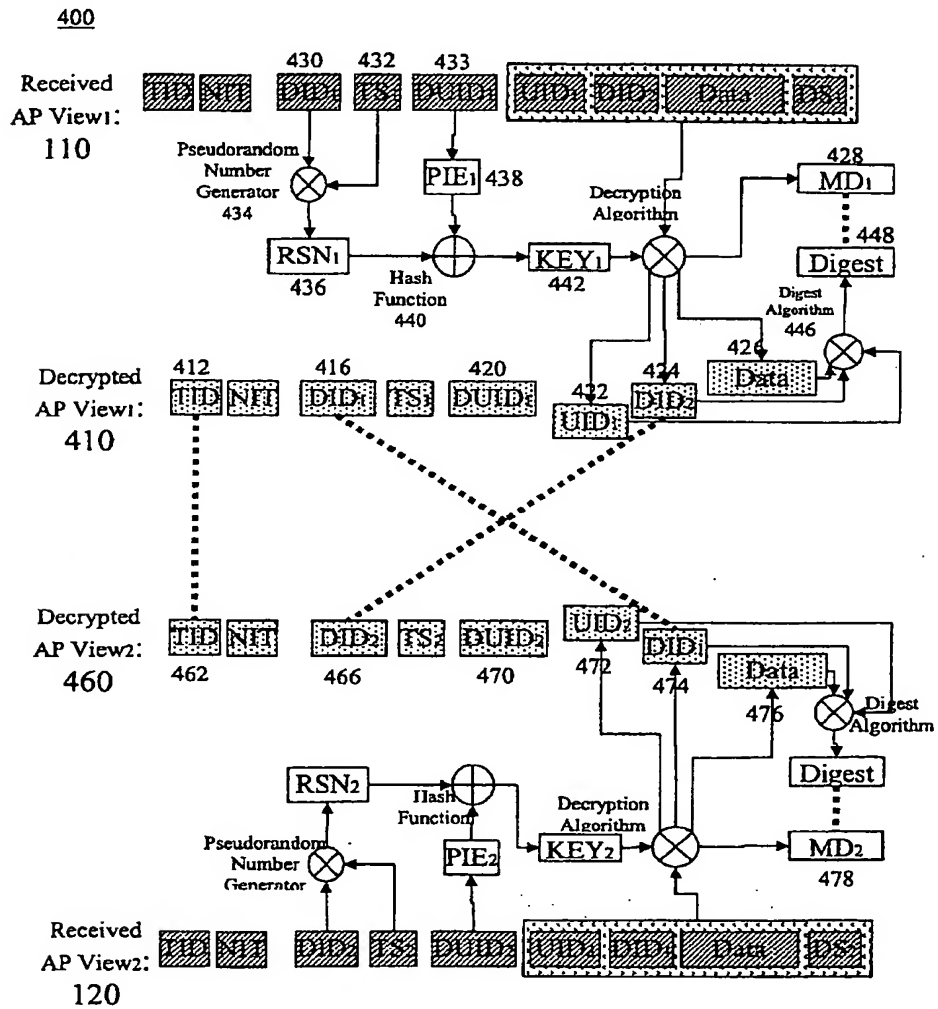 400
430 432 433
Received
AP View1:
110
TID NIT DID1 TS1 DUID1 UID1 DID2 Data DS1
Pseudorandom
Number
Generator
434
PIE1 438
Decryption
Algorithm
428
MD1
RSN1
436
Hash
Function
440
KEY1
442
448
Digest
Digest
Algorithm
446
Decrypted
AP View1:
410
412 416 420 432 424 426
TID NIT DID1 TS1 DUID1 UID1 DID2 Data
Decrypted
AP View2:
460
TID NIT DID2 TS2 DUID2 UID2 DID1 Data
462 466 470 472 474 476
Digest
Algorithm
RSN2
Hash
Function
Decryption
Algorithm
Digest
Pseudorandom
Number
Generator
PIE2
KEY2
MD2
478
Received
AP View2:
120
TID NIT DID2 TS2 DUID2 UID2 Data